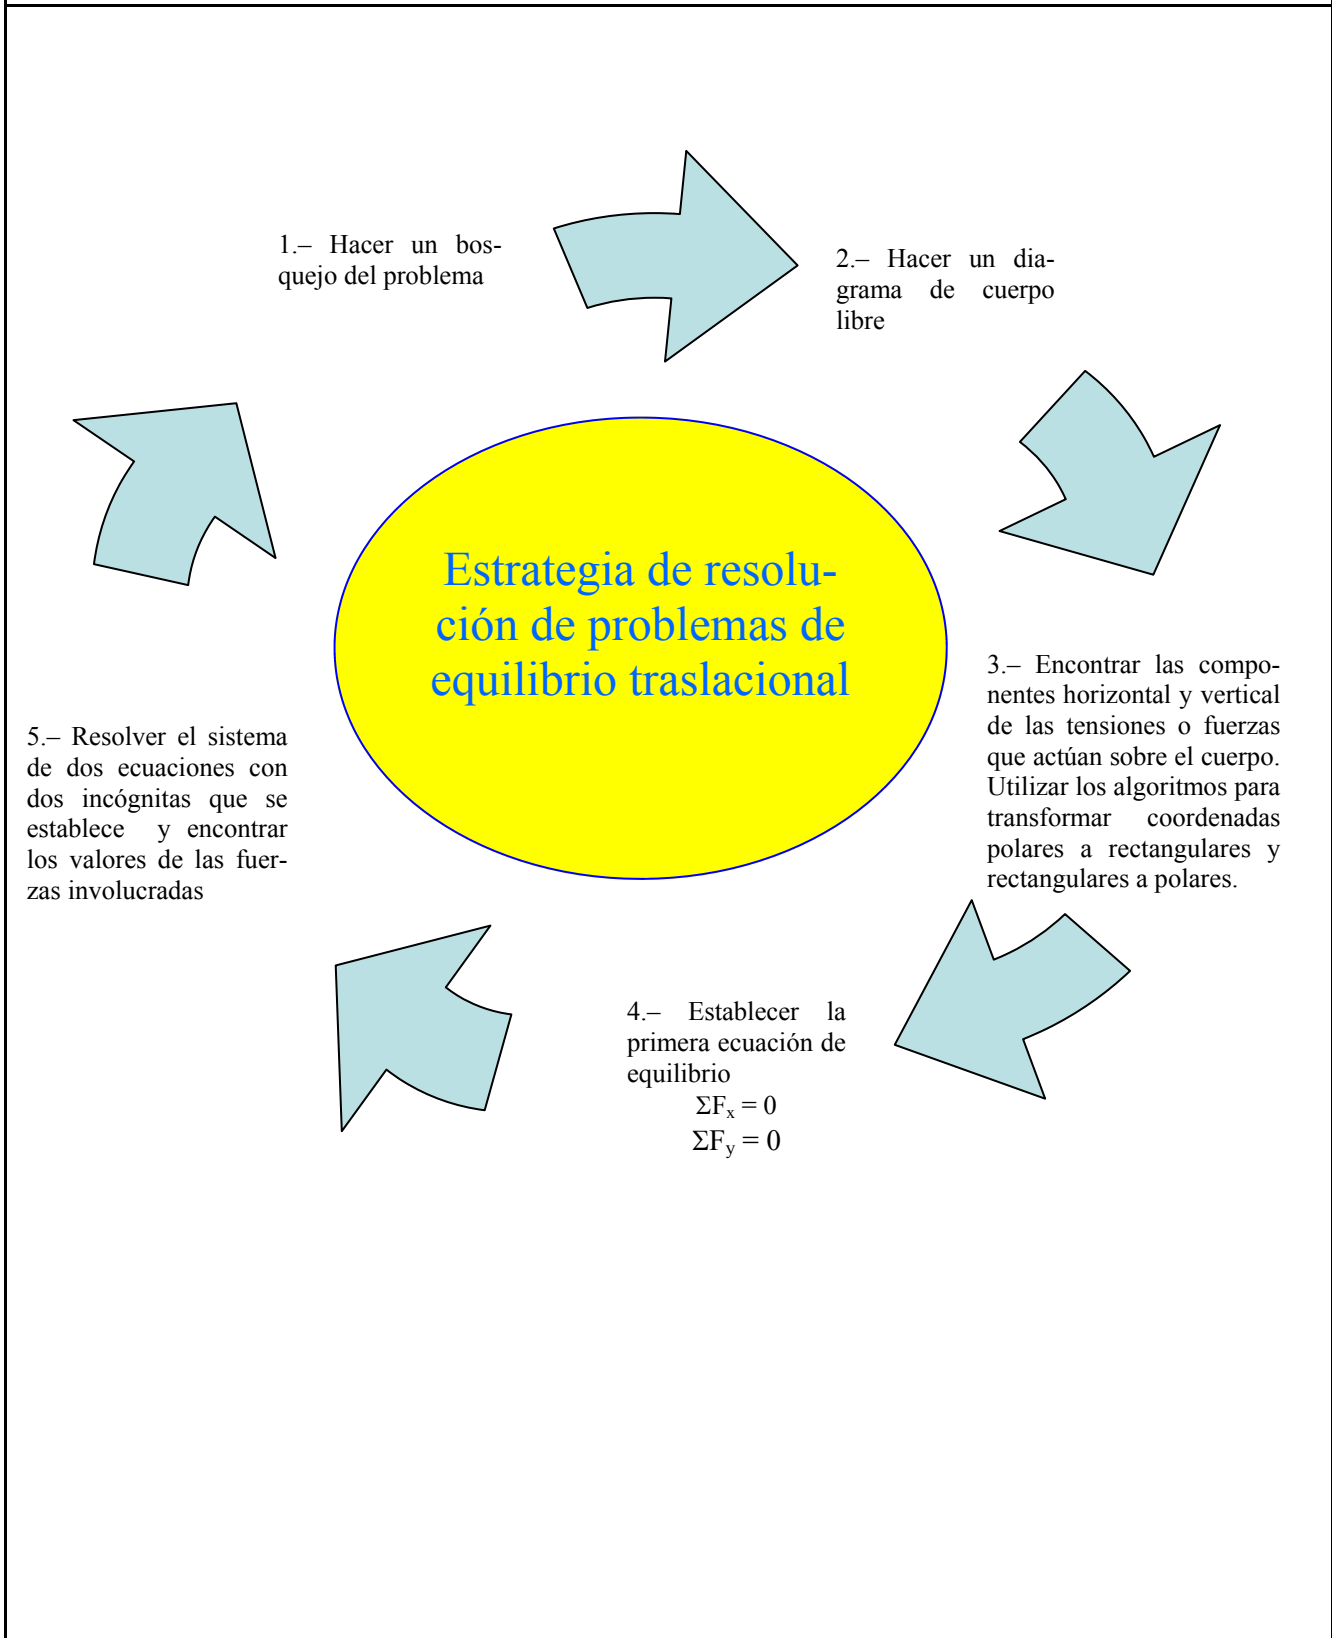 1.– Hacer un bos-
quejo del problema
2.– Hacer un dia-
grama de cuerpo
libre
Estrategia de resolu-
ción de problemas de
equilibrio traslacional
3.– Encontrar las compo-
nentes horizontal y vertical
de las tensiones o fuerzas
que actúan sobre el cuerpo.
Utilizar los algoritmos para
transformar coordenadas
polares a rectangulares y
rectangulares a polares.
4.– Establecer la
primera ecuación de
equilibrio
ΣFx = 0
ΣFy = 0
5.– Resolver el sistema
de dos ecuaciones con
dos incógnitas que se
establece y encontrar
los valores de las fuer-
zas involucradas